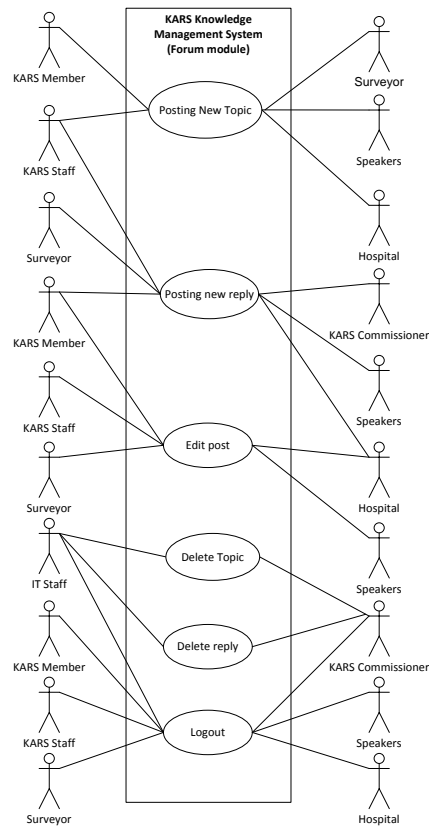 KARS Knowledge
Management System
(Forum module)
KARS Member
Surveyor
Posting New Topic
KARS Staff
Speakers
Surveyor
Hospital
Posting new reply
KARS Member
KARS Commissioner
KARS Staff
Speakers
Edit post
Surveyor
Hospital
Delete Topic
IT Staff
Speakers
Delete reply
KARS Member
KARS Commissioner
Logout
KARS Staff
Speakers
Surveyor
Hospital